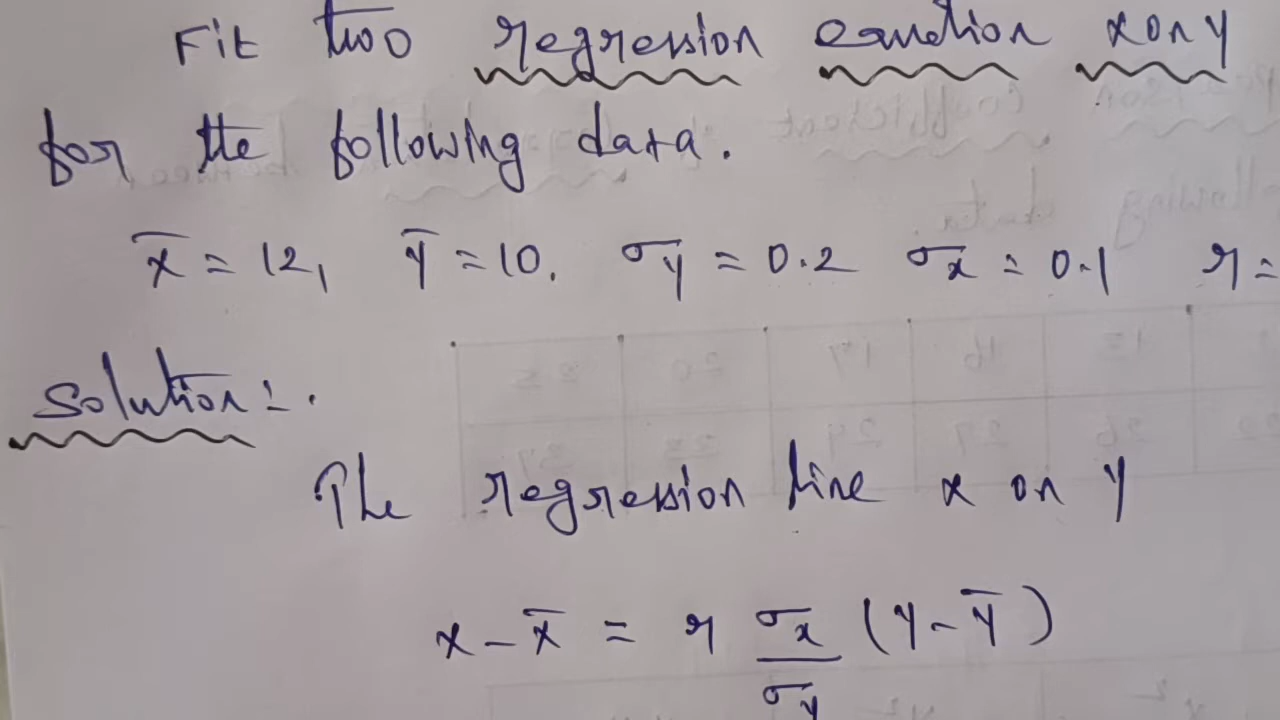 Fit two regression equation x on y
for the following data.
x̄ = 12, ȳ = 10. σy = 0.2 σx = 0.1 r =
Solution:-.
The regression line x on y
x - x̄ = r σx/σy (y - ȳ)